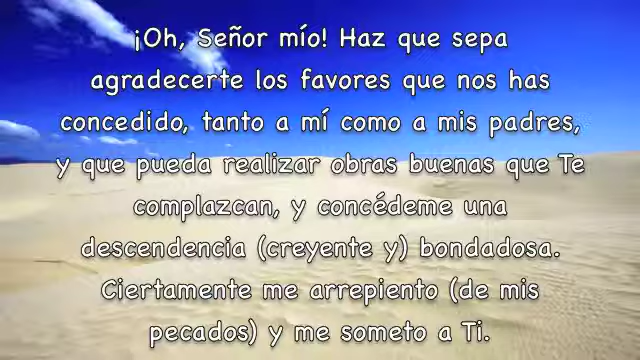 ¡Oh, Señor mío! Haz que sepa
agradecerte los favores que nos has
concedido, tanto a mí como a mis padres,
y que pueda realizar obras buenas que Te
complazcan, y concédeme una
descendencia (creyente y) bondadosa.
Ciertamente me arrepiento (de mis
pecados) y me someto a Ti.